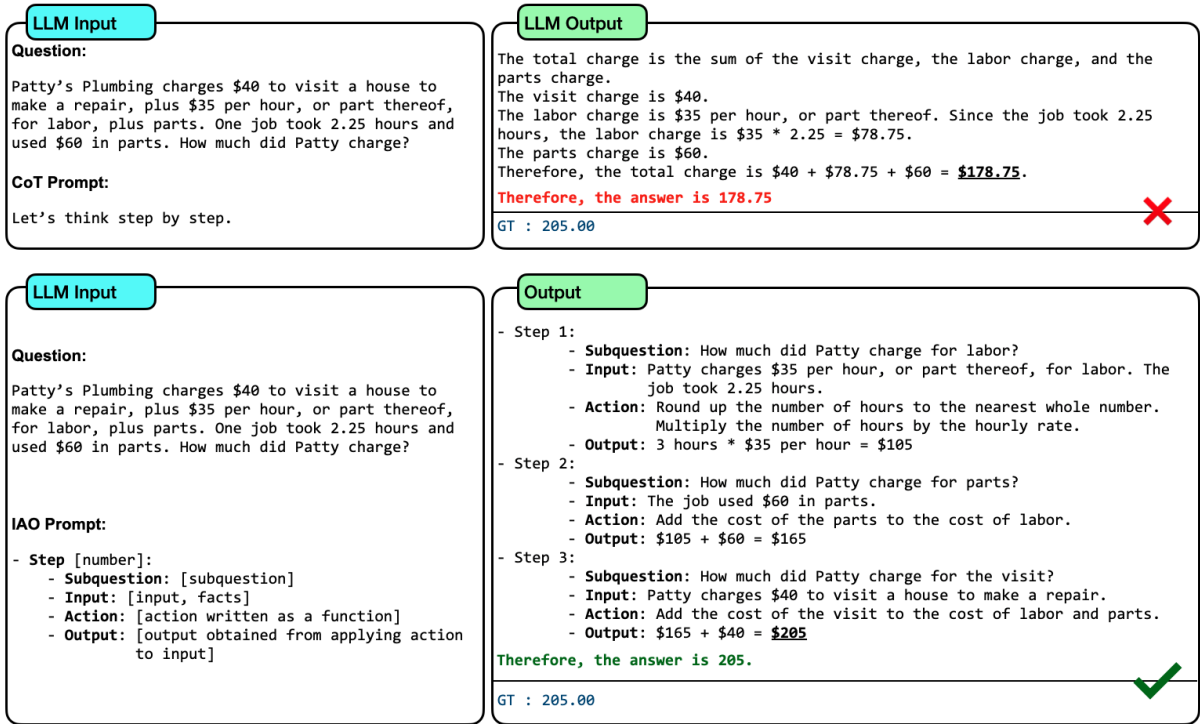 LLM Input
Question:
Patty’s Plumbing charges $40 to visit a house to
make a repair, plus $35 per hour, or part thereof,
for labor, plus parts. One job took 2.25 hours and
used $60 in parts. How much did Patty charge?
CoT Prompt:
Let’s think step by step.
LLM Output
The total charge is the sum of the visit charge, the labor charge, and the
parts charge.
The visit charge is $40.
The labor charge is $35 per hour, or part thereof. Since the job took 2.25
hours, the labor charge is $35 * 2.25 = $78.75.
The parts charge is $60.
Therefore, the total charge is $40 + $78.75 + $60 = $178.75.
Therefore, the answer is 178.75
GT : 205.00
LLM Input
Question:
Patty’s Plumbing charges $40 to visit a house to
make a repair, plus $35 per hour, or part thereof,
for labor, plus parts. One job took 2.25 hours and
used $60 in parts. How much did Patty charge?
IAO Prompt:
- Step [number]:
- Subquestion: [subquestion]
- Input: [input, facts]
- Action: [action written as a function]
- Output: [output obtained from applying action
to input]
Output
- Step 1:
- Subquestion: How much did Patty charge for labor?
- Input: Patty charges $35 per hour, or part thereof, for labor. The
job took 2.25 hours.
- Action: Round up the number of hours to the nearest whole number.
Multiply the number of hours by the hourly rate.
- Output: 3 hours * $35 per hour = $105
- Step 2:
- Subquestion: How much did Patty charge for parts?
- Input: The job used $60 in parts.
- Action: Add the cost of the parts to the cost of labor.
- Output: $105 + $60 = $165
- Step 3:
- Subquestion: How much did Patty charge for the visit?
- Input: Patty charges $40 to visit a house to make a repair.
- Action: Add the cost of the visit to the cost of labor and parts.
- Output: $165 + $40 = $205
Therefore, the answer is 205.
GT : 205.00